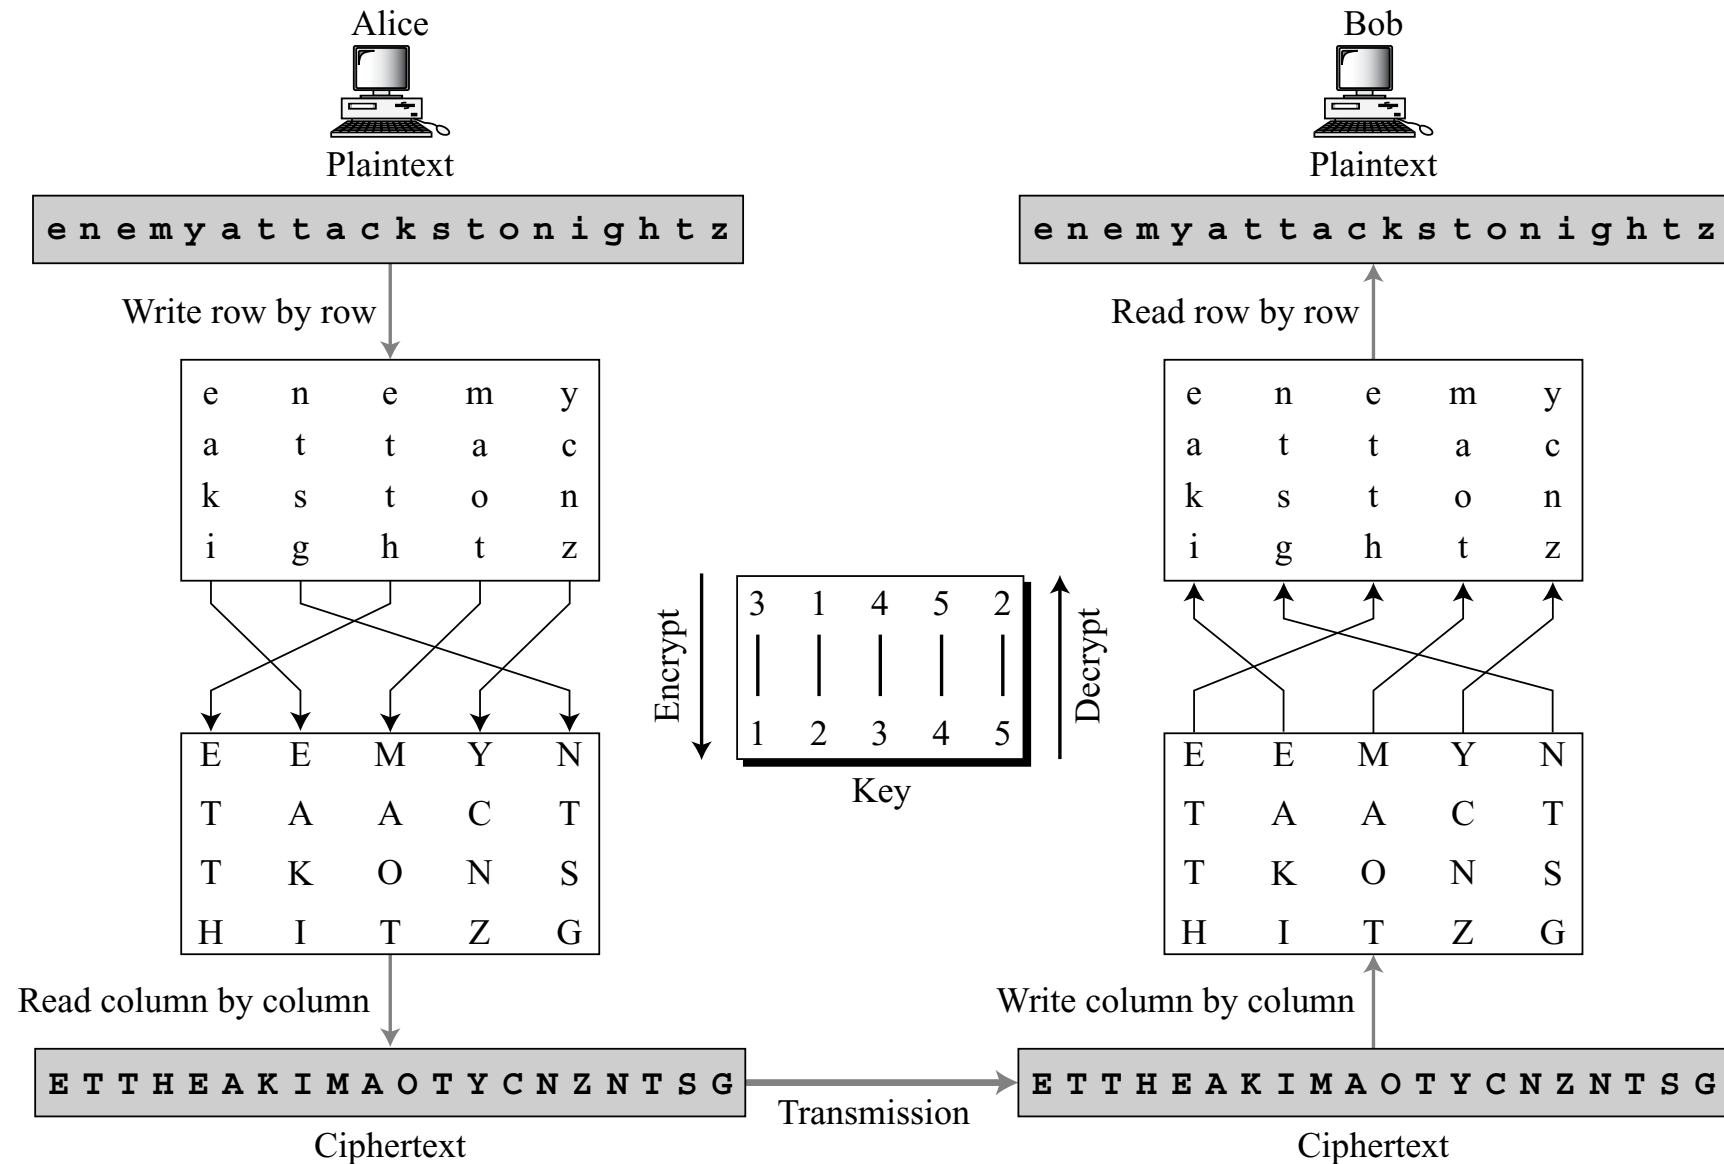 Alice
Plaintext
e n e m y a t t a c k s t o n i g h t z
Write row by row
e n e m y
a t t a c
k s t o n
i g h t z
E E M Y N
T A A C T
T K O N S
H I T Z G
Read column by column
E T T H E A K I M A O T Y C N Z N T S G
Ciphertext
Encrypt
3 1 4 5 2
1 2 3 4 5
Key
Decrypt
Transmission
Bob
Plaintext
e n e m y a t t a c k s t o n i g h t z
Read row by row
e n e m y
a t t a c
k s t o n
i g h t z
E E M Y N
T A A C T
T K O N S
H I T Z G
Write column by column
E T T H E A K I M A O T Y C N Z N T S G
Ciphertext